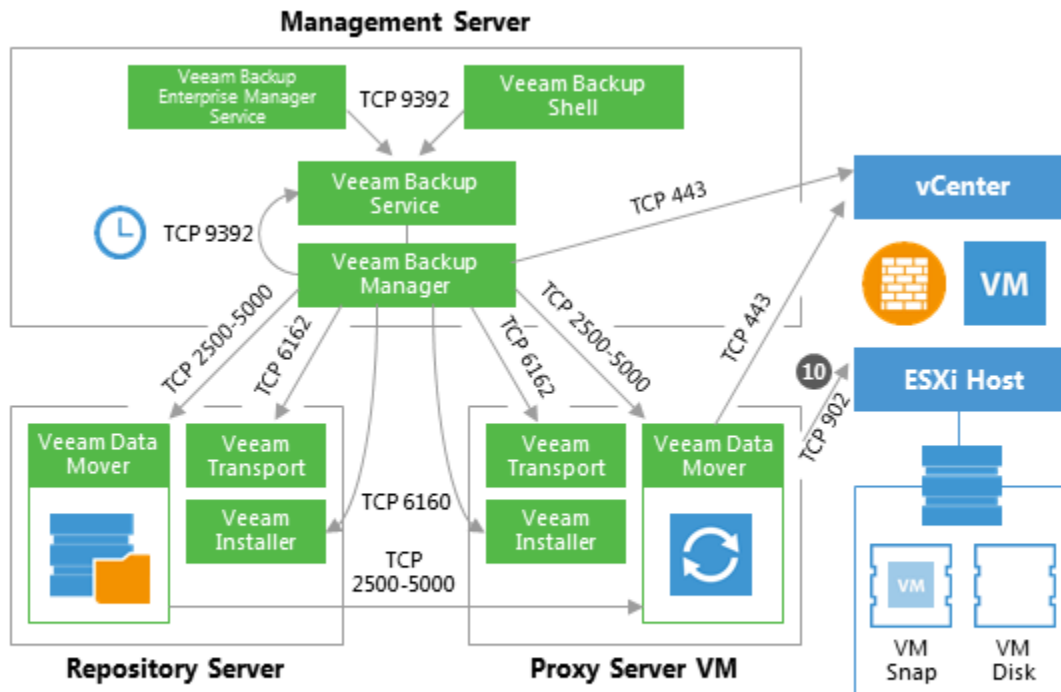 Management Server
Veeam Backup
Enterprise Manager
Service
TCP 9392
Veeam Backup
Shell
Veeam Backup
Service
TCP 9392
Veeam Backup
Manager
TCP 443
vCenter
VM
TCP 2500-5000
TCP 6162
TCP 6162
TCP 2500-5000
TCP 443
10
TCP 902
ESXi Host
Veeam Data
Mover
Veeam
Transport
Veeam
Installer
TCP 6160
TCP
2500-5000
Veeam
Transport
Veeam
Installer
Veeam Data
Mover
VM
VM
Snap
VM
Disk
Repository Server
Proxy Server VM